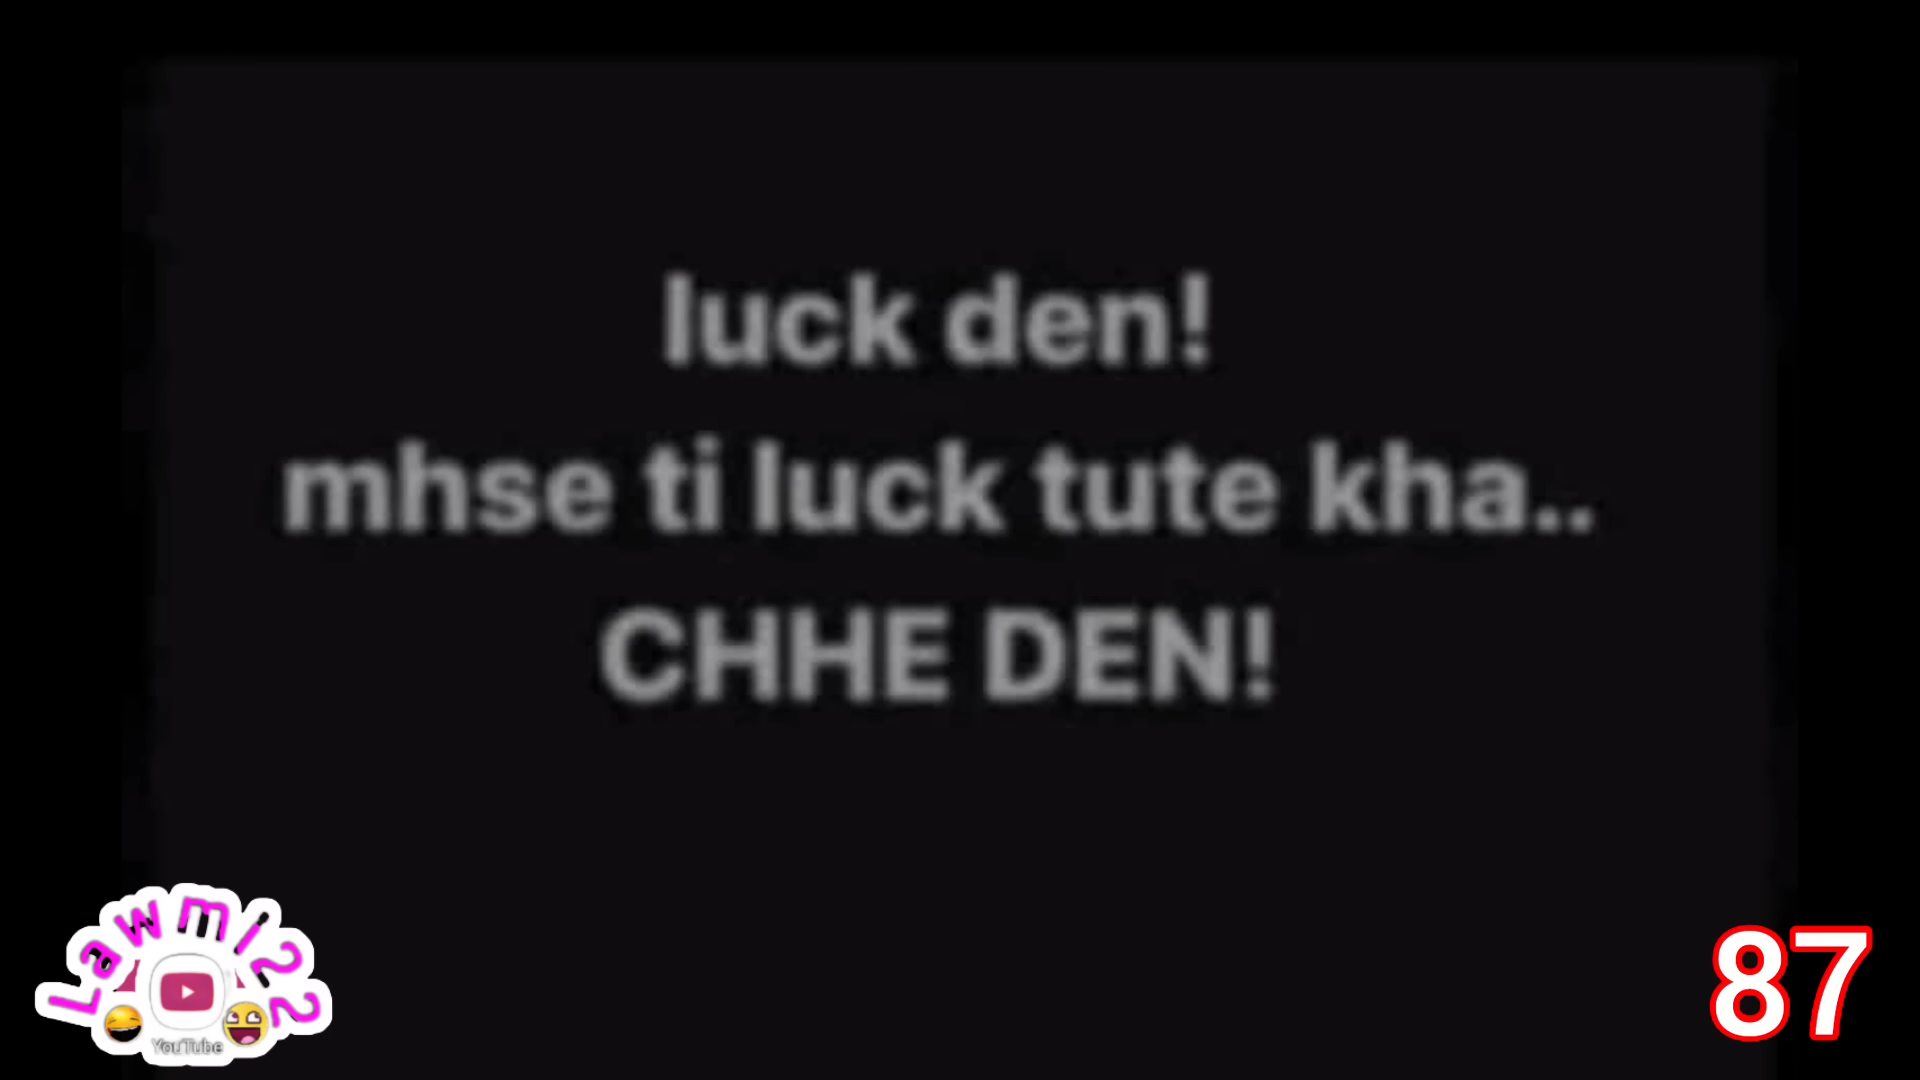 luck den!
mhse ti luck tute kha..
CHHE DEN!
Lawmi22
YouTube
87